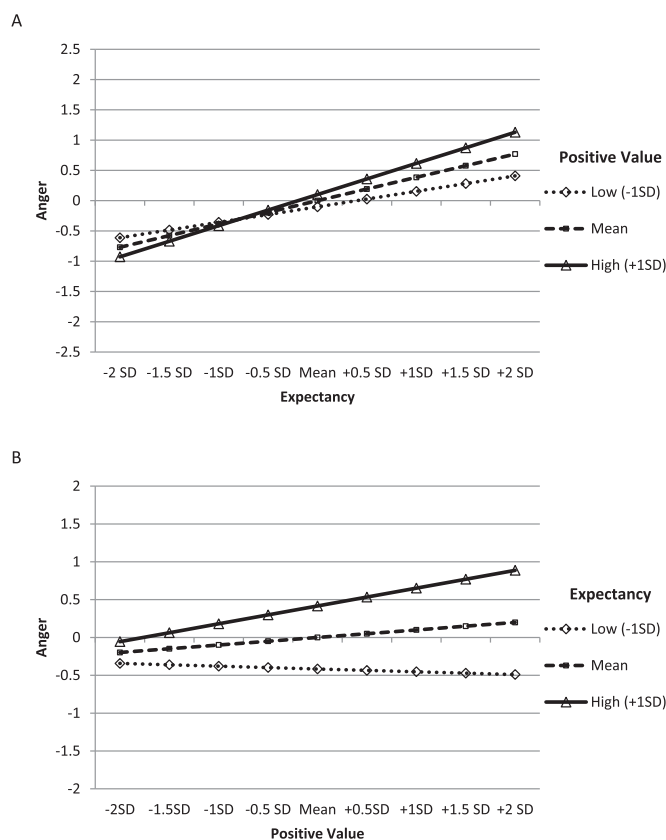 A
2.5
2
1.5
1
0.5
0
-0.5
-1
-1.5
-2
-2.5
Anger
-2 SD -1.5 SD -1SD -0.5 SD Mean +0.5 SD +1SD +1.5 SD +2 SD
Expectancy
Positive Value
Low (-1SD)
Mean
High (+1SD)
B
2
1.5
1
0.5
0
-0.5
-1
-1.5
-2
Anger
-2SD -1.5SD -1SD -0.5 SD Mean +0.5SD +1SD +1.5 SD +2 SD
Positive Value
Expectancy
Low (-1SD)
Mean
High (+1SD)